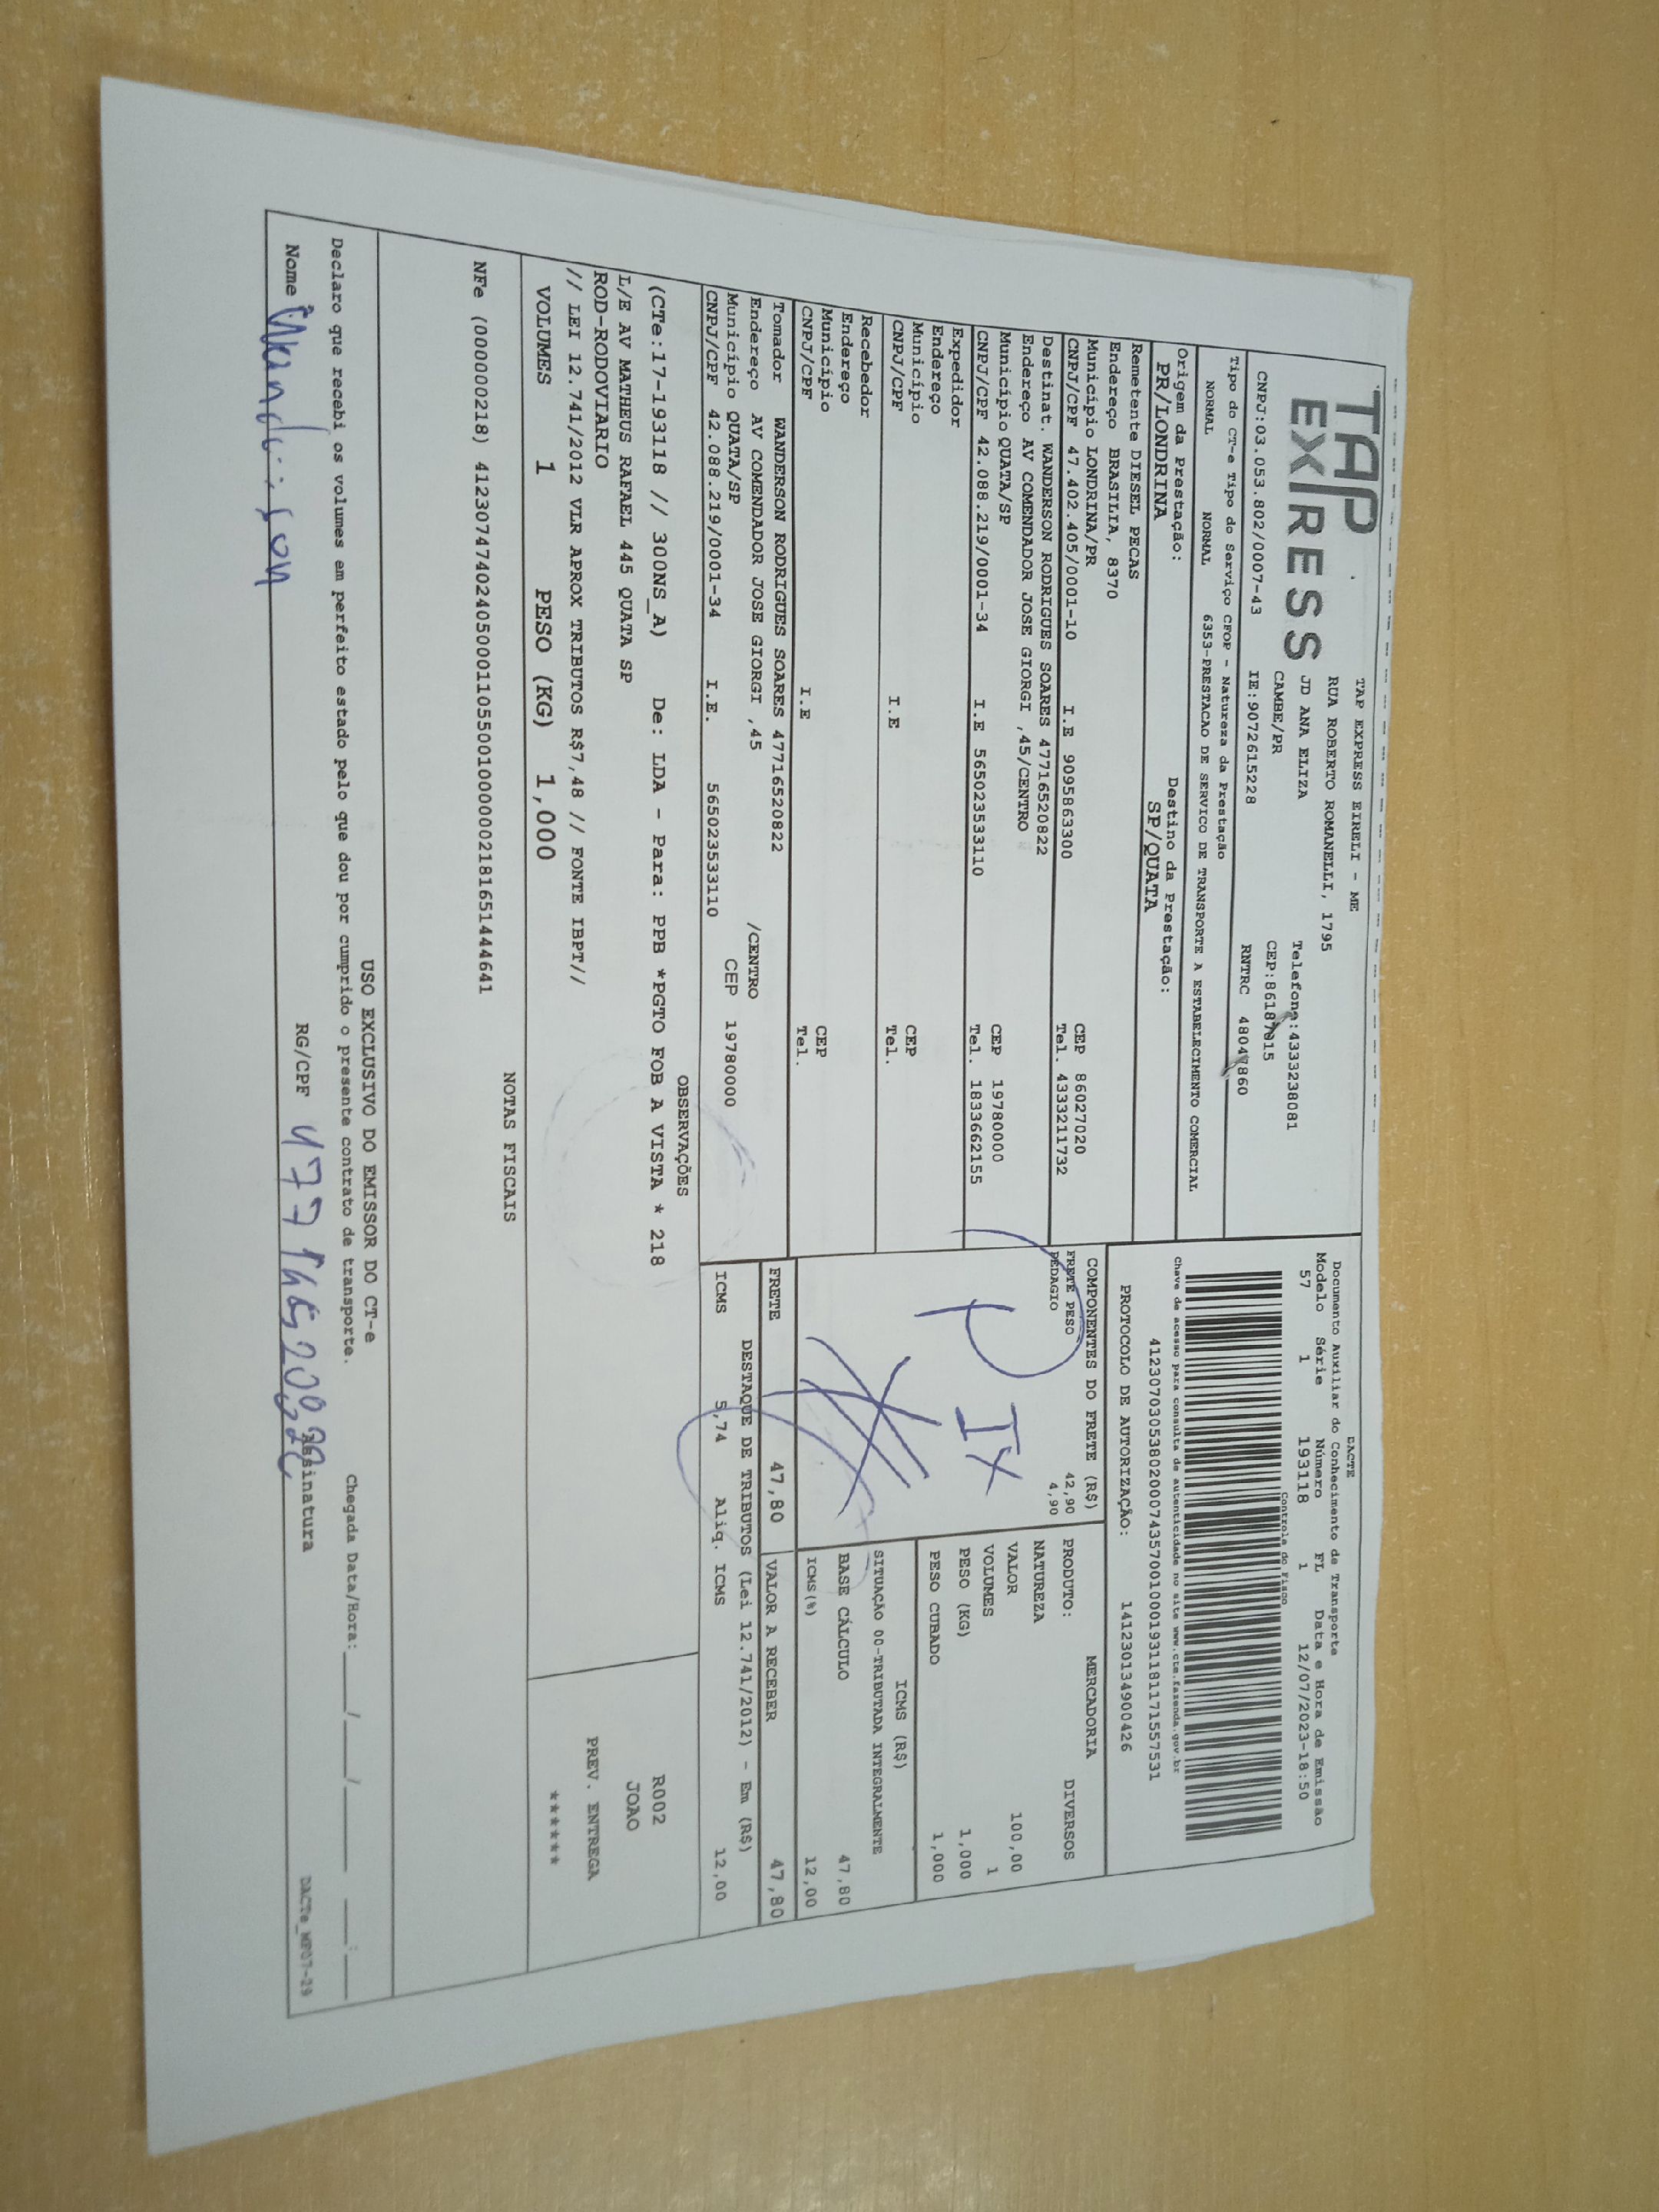 TAP
EXPRESS
TAP EXPRESS EIRELI - ME
RUA ROBERTO ROMANELLI, 1795
JD ANA ELIZA Telefone:4333238081
CAMBE/PR CEP:86187015
CNPJ:03.053.802/0007-43 IE:9072615228 RNTRC 48047860
Tipo do CT-e Tipo do Serviço CFOP - Natureza da Prestação
NORMAL NORMAL 6353-PRESTACAO DE SERVICO DE TRANSPORTE A ESTABELECIMENTO COMERCIAL
Origem da Prestação: Destino da Prestação:
PR/LONDRINA SP/QUATA
DACTE
Documento Auxiliar do Conhecimento de Transporte
Modelo Série Número FL Data e Hora de Emissão
57 1 193118 1 12/07/2023-18:50
Controle do Fisco
Chave de acesso para consulta de autenticidade no site www.cte.fazenda.gov.br
41230703053802000743570010001931181171557531
PROTOCOLO DE AUTORIZAÇÃO: 141230134900426
Remetente DIESEL PECAS
Endereço BRASILIA, 8370
Município LONDRINA/PR CEP 86027020
CNPJ/CPF 47.402.405/0001-10 I.E 9095863300 Tel. 4333211732
Destinat. WANDERSON RODRIGUES SOARES 47716520822
Endereço AV COMENDADOR JOSE GIORGI ,45/CENTRO
Município QUATA/SP CEP 19780000
CNPJ/CPF 42.088.219/0001-34 I.E 565023533110 Tel. 1833662155
Expedidor
Endereço
Município CEP
CNPJ/CPF I.E Tel.
Recebedor
Endereço
Município CEP
CNPJ/CPF I.E Tel.
Tomador WANDERSON RODRIGUES SOARES 47716520822
Endereço AV COMENDADOR JOSE GIORGI ,45 /CENTRO
Município QUATA/SP CEP 19780000
CNPJ/CPF 42.088.219/0001-34 I.E. 565023533110
COMPONENTES DO FRETE (R$)
FRETE PESO 42,90
PEDAGIO 4,90
PIX
MERCADORIA
PRODUTO: DIVERSOS
NATUREZA
VALOR 100,00
VOLUMES 1
PESO (KG) 1,000
PESO CUBADO 1,000
ICMS (R$)
SITUAÇÃO 00-TRIBUTADA INTEGRALMENTE
BASE CÁLCULO 47,80
ICMS(%) 12,00
FRETE 47,80 VALOR A RECEBER 47,80
DESTAQUE DE TRIBUTOS (Lei 12.741/2012) - Em (R$)
ICMS 5,74 Aliq. ICMS 12,00
OBSERVAÇÕES
(CTe:17-193118 // 300NS_A) De: LDA - Para: PPB *PGTO FOB A VISTA * 218
L/E AV MATHEUS RAFAEL 445 QUATA SP
ROD-RODOVIARIO
// LEI 12.741/2012 VLR APROX TRIBUTOS R$7,48 // FONTE IBPT//
R002
JOAO
PREV. ENTREGA
******
VOLUMES 1 PESO (KG) 1,000
NOTAS FISCAIS
NFe (000000218) 41230747402405000110550010000002181651444641
USO EXCLUSIVO DO EMISSOR DO CT-e
Declaro que recebi os volumes em perfeito estado pelo que dou por cumprido o presente contrato de transporte. Chegada Data/Hora:___/___/_____ ___:___
Nome RG/CPF Assinatura
DACTe_MF07-29